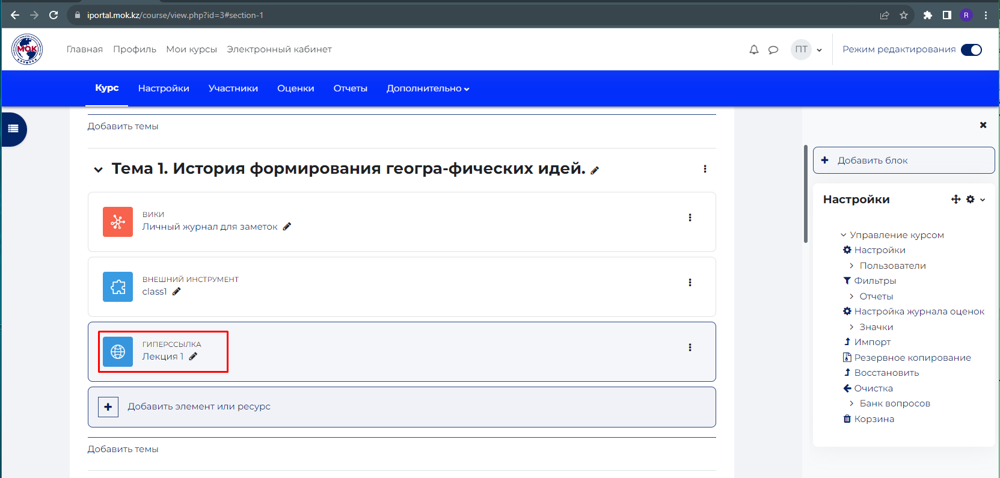 iportal.mok.kz/course/view.php?id=3#section-1
R
МОК
Главная Профиль Мои курсы Электронный кабинет
ПТ
Режим редактирования
Курс Настройки Участники Оценки Отчеты Дополнительно
Добавить темы
Тема 1. История формирования геогра-фических идей.
ВИКИ
Личный журнал для заметок
ВНЕШНИЙ ИНСТРУМЕНТ
class1
ГИПЕРССЫЛКА
Лекция 1
Добавить элемент или ресурс
Добавить темы
Добавить блок
Настройки
Управление курсом
Настройки
Пользователи
Фильтры
Отчеты
Настройка журнала оценок
Значки
Импорт
Резервное копирование
Восстановить
Очистка
Банк вопросов
Корзина